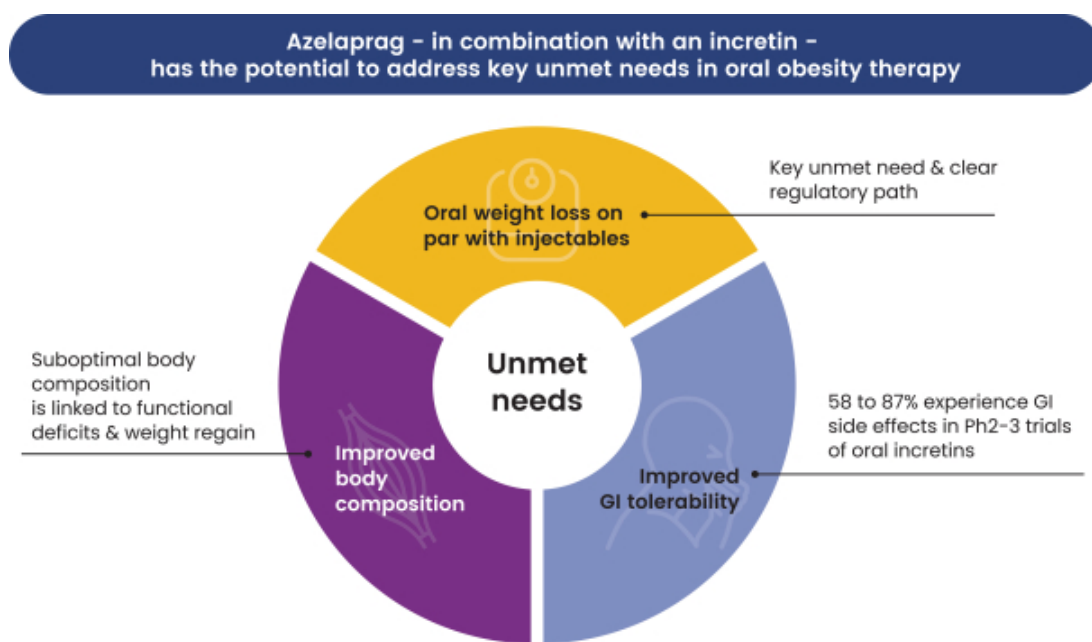 Azelaprag - in combination with an incretin -
has the potential to address key unmet needs in oral obesity therapy
Key unmet need & clear
regulatory path
Oral weight loss on
par with injectables
Unmet
needs
Suboptimal body
composition
is linked to functional
deficits & weight regain
58 to 87% experience GI
side effects in Ph2-3 trials
of oral incretins
Improved
body
composition
Improved
GI tolerability